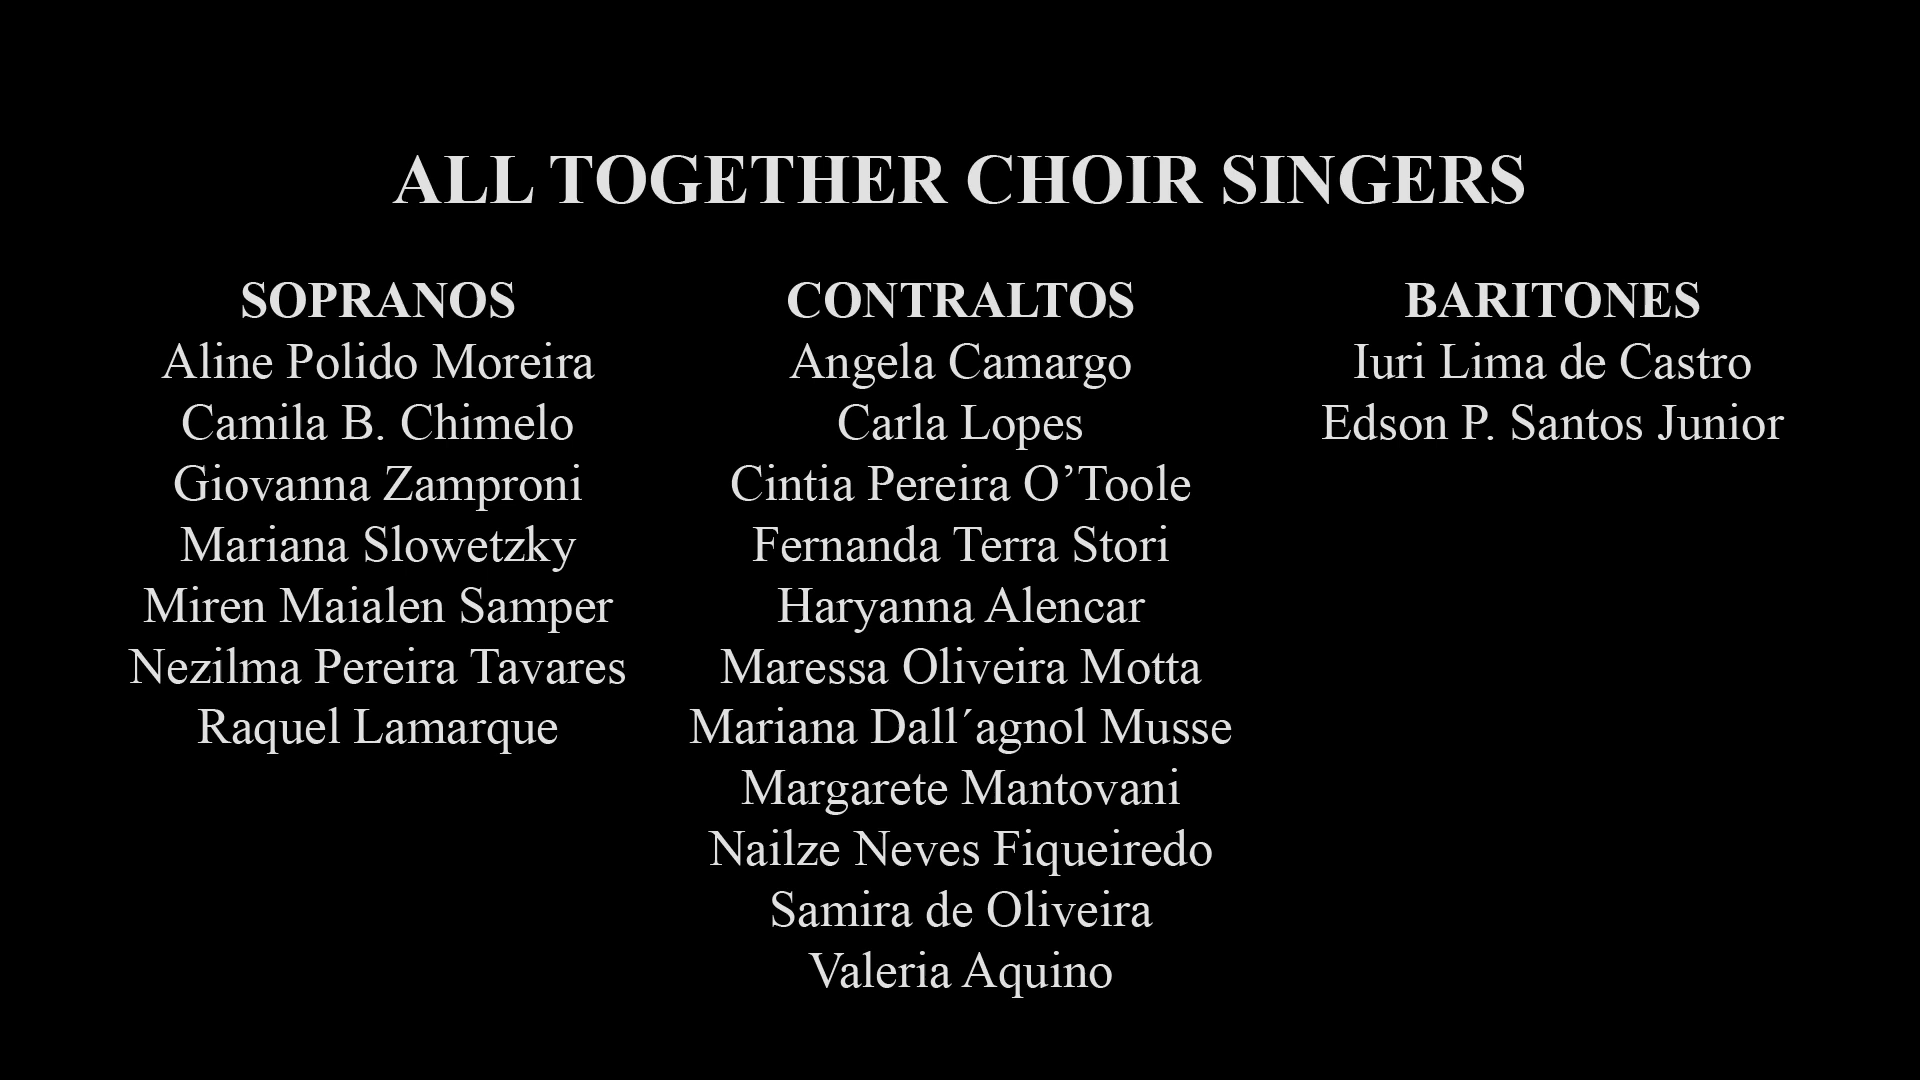 ALL TOGETHER CHOIR SINGERS
SOPRANOS
Aline Polido Moreira
Camila B. Chimelo
Giovanna Zamproni
Mariana Slowetzky
Miren Maialen Samper
Nezilma Pereira Tavares
Raquel Lamarque
CONTRALTOS
Angela Camargo
Carla Lopes
Cintia Pereira O’Toole
Fernanda Terra Stori
Haryanna Alencar
Maressa Oliveira Motta
Mariana Dall´agnol Musse
Margarete Mantovani
Nailze Neves Fiqueiredo
Samira de Oliveira
Valeria Aquino
BARITONES
Iuri Lima de Castro
Edson P. Santos Junior